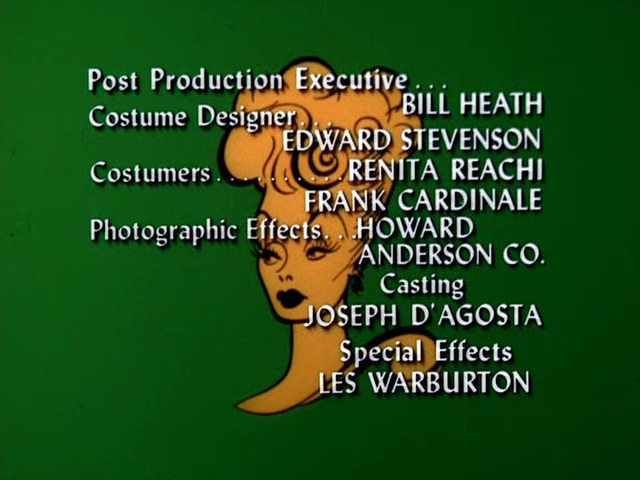 Post Production Executive...
BILL HEATH
Costume Designer...
EDWARD STEVENSON
Costumers..........RENITA REACHI
FRANK CARDINALE
Photographic Effects...HOWARD
ANDERSON CO.
Casting
JOSEPH D'AGOSTA
Special Effects
LES WARBURTON